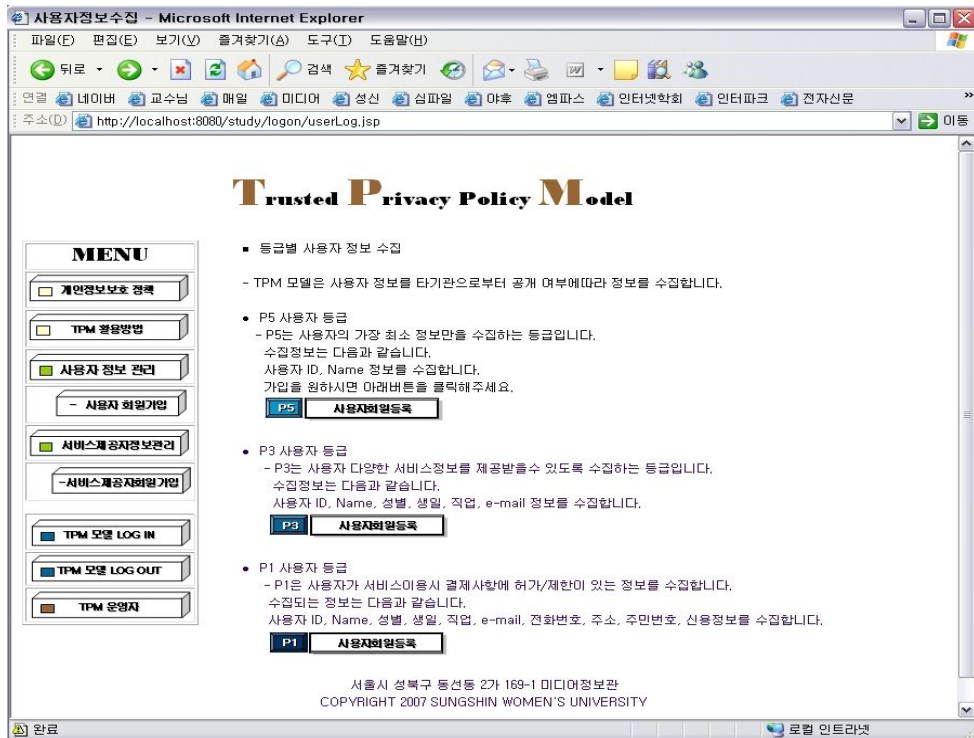 사용자정보수집 - Microsoft Internet Explorer
파일(F) 편집(E) 보기(V) 즐겨찾기(A) 도구(T) 도움말(H)
뒤로 검색 즐겨찾기
연결 네이버 교수님 메일 미디어 성신 심파일 야후 엠파스 인터넷학회 인터파크 전자신문 »
주소(D) http://localhost:8080/study/logon/userLog.jsp 이동
Trusted Privacy Policy Model
MENU
개인정보보호 정책
TPM 활용방법
사용자 정보 관리
- 사용자 회원가입
서비스제공자정보관리
-서비스제공자회원가입
TPM 모델 LOG IN
TPM 모델 LOG OUT
TPM 운영자
▪ 등급별 사용자 정보 수집
- TPM 모델은 사용자 정보를 타기관으로부터 공개 여부에따라 정보를 수집합니다.
• P5 사용자 등급
- P5는 사용자의 가장 최소 정보만을 수집하는 등급입니다.
수집정보는 다음과 같습니다.
사용자 ID, Name 정보를 수집합니다.
가입을 원하시면 아래버튼을 클릭해주세요.
P5 사용자회원등록
• P3 사용자 등급
- P3는 사용자 다양한 서비스정보를 제공받을수 있도록 수집하는 등급입니다.
수집정보는 다음과 같습니다.
사용자 ID, Name, 성별, 생일, 직업, e-mail 정보를 수집합니다.
P3 사용자회원등록
• P1 사용자 등급
- P1은 사용자가 서비스이용시 결제사항에 허가/제한이 있는 정보를 수집합니다.
수집되는 정보는 다음과 같습니다.
사용자 ID, Name, 성별, 생일, 직업, e-mail, 전화번호, 주소, 주민번호, 신용정보를 수집합니다.
P1 사용자회원등록
서울시 성북구 동선동 2가 169-1 미디어정보관
COPYRIGHT 2007 SUNGSHIN WOMEN'S UNIVERSITY
완료 로컬 인트라넷